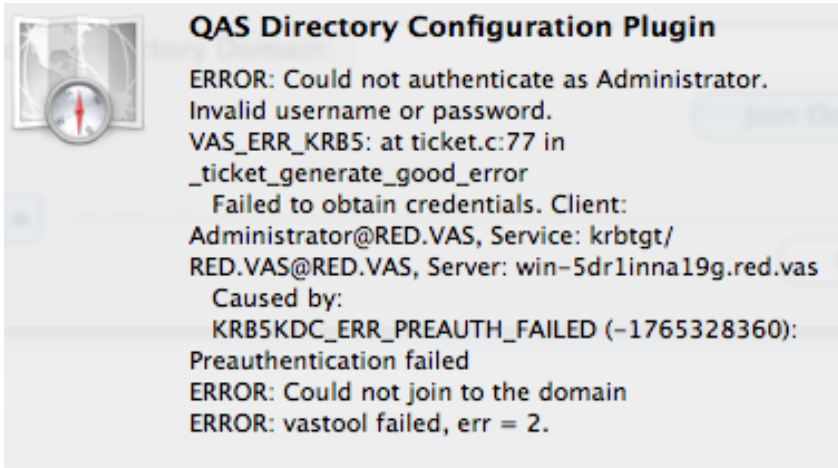 QAS Directory Configuration Plugin
ERROR: Could not authenticate as Administrator.
Invalid username or password.
VAS_ERR_KRB5: at ticket.c:77 in
_ticket_generate_good_error
Failed to obtain credentials. Client:
Administrator@RED.VAS, Service: krbtgt/
RED.VAS@RED.VAS, Server: win-5dr1inna19g.red.vas
Caused by:
KRB5KDC_ERR_PREAUTH_FAILED (-1765328360):
Preauthentication failed
ERROR: Could not join to the domain
ERROR: vastool failed, err = 2.